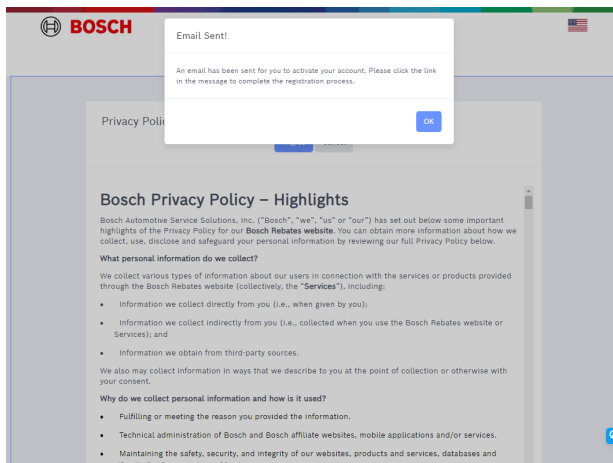 BOSCH
Email Sent!
An email has been sent for you to activate your account. Please click the link
in the message to complete the registration process.
OK
Privacy Polic
Bosch Privacy Policy – Highlights
Bosch Automotive Service Solutions, Inc. ("Bosch", "we", "us" or "our") has set out below some important
highlights of the Privacy Policy for our Bosch Rebates website. You can obtain more information about how we
collect, use, disclose and safeguard your personal information by reviewing our full Privacy Policy below.
What personal information do we collect?
We collect various types of information about our users in connection with the services or products provided
through the Bosch Rebates website (collectively, the "Services"), including:
• Information we collect directly from you (i.e., when given by you);
• Information we collect indirectly from you (i.e., collected when you use the Bosch Rebates website or
Services); and
• Information we obtain from third-party sources.
We also may collect information in ways that we describe to you at the point of collection or otherwise with
your consent.
Why do we collect personal information and how is it used?
• Fulfilling or meeting the reason you provided the information.
• Technical administration of Bosch and Bosch affiliate websites, mobile applications and/or services.
• Maintaining the safety, security, and integrity of our websites, products and services, databases and